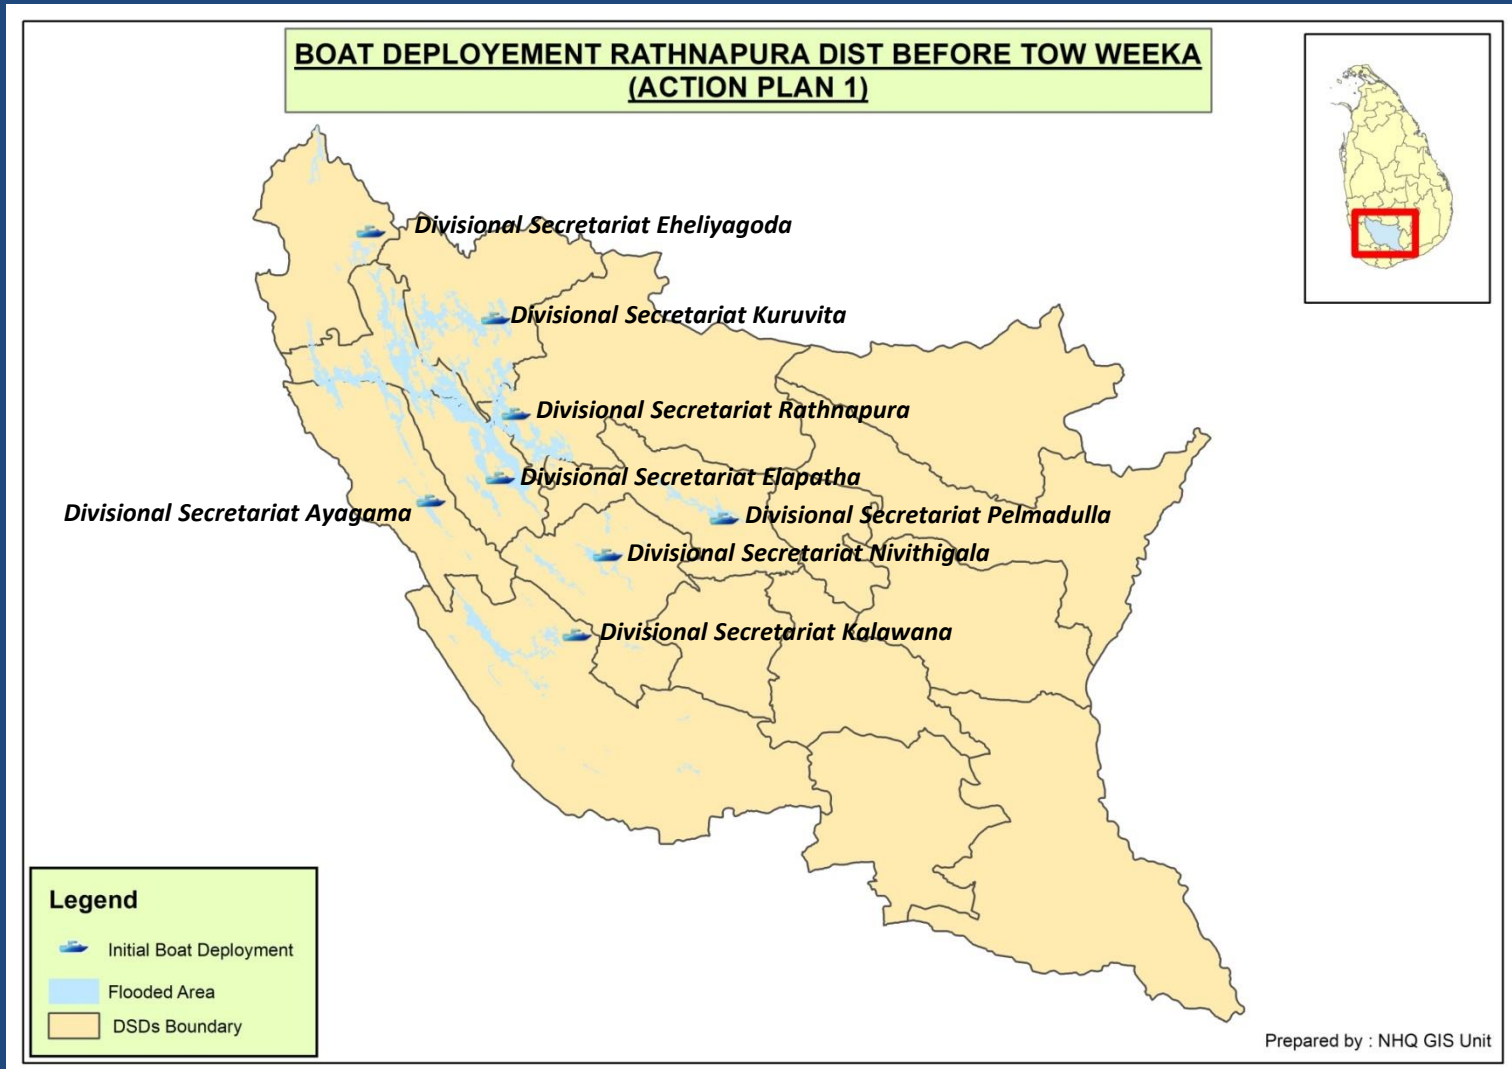 BOAT DEPLOYEMENT RATHNAPURA DIST BEFORE TOW WEEKA
(ACTION PLAN 1)
Divisional Secretariat Eheliyagoda
Divisional Secretariat Kuruvita
Divisional Secretariat Rathnapura
Divisional Secretariat Elapatha
Divisional Secretariat Ayagama
Divisional Secretariat Pelmadulla
Divisional Secretariat Nivithigala
Divisional Secretariat Kalawana
Legend
Initial Boat Deployment
Flooded Area
DSDs Boundary
Prepared by : NHQ GIS Unit